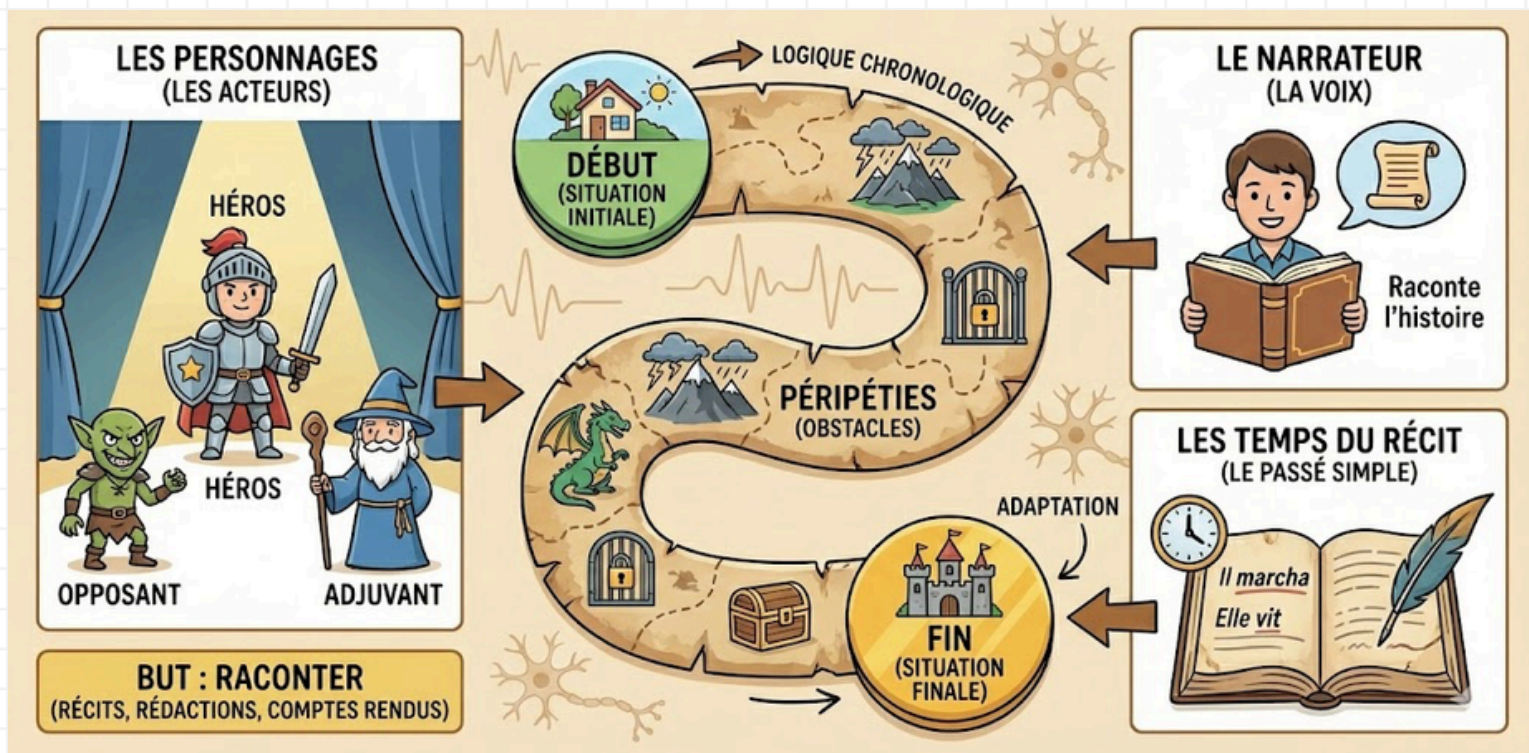 LES PERSONNAGES
(LES ACTEURS)
HÉROS
HÉROS
OPPOSANT
ADJUVANT
BUT : RACONTER
(RÉCITS, RÉDACTIONS, COMPTES RENDUS)
LOGIQUE CHRONOLOGIQUE
DÉBUT
(SITUATION
INITIALE)
PÉRIPÉTIES
(OBSTACLES)
ADAPTATION
FIN
(SITUATION
FINALE)
LE NARRATEUR
(LA VOIX)
Raconte
l'histoire
LES TEMPS DU RÉCIT
(LE PASSÉ SIMPLE)
Il marcha
Elle vit